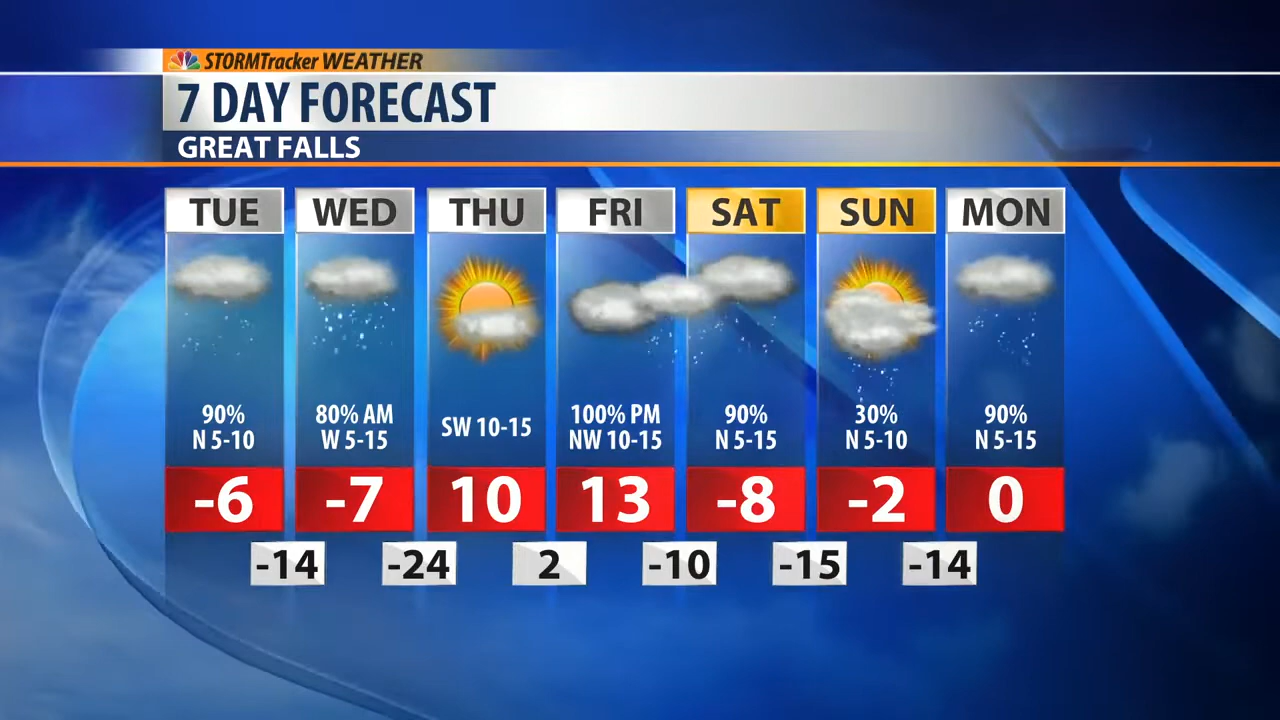 STORMTracker WEATHER
7 DAY FORECAST
GREAT FALLS
TUE WED THU FRI SAT SUN MON
90% 80% AM SW 10-15 100% PM 90% 30% 90%
N 5-10 W 5-15 NW 10-15 N 5-15 N 5-10 N 5-15
-6 -7 10 13 -8 -2 0
-14 -24 2 -10 -15 -14